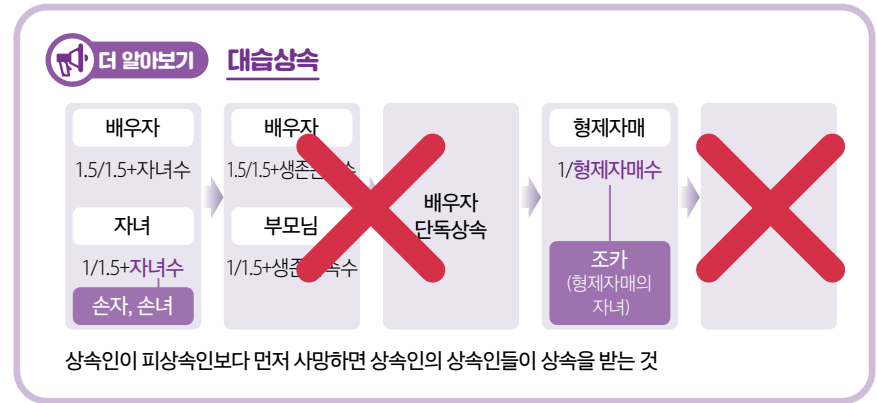 더 알아보기 대습상속
배우자
1.5/1.5+자녀수
자녀
1/1.5+자녀수
손자, 손녀
배우자
1.5/1.5+생존 수
부모님
1/1.5+생존 속수
배우자
단독상속
형제자매
1/형제자매수
조카
(형제자매의
자녀)
상속인이 피상속인보다 먼저 사망하면 상속인의 상속인들이 상속을 받는 것